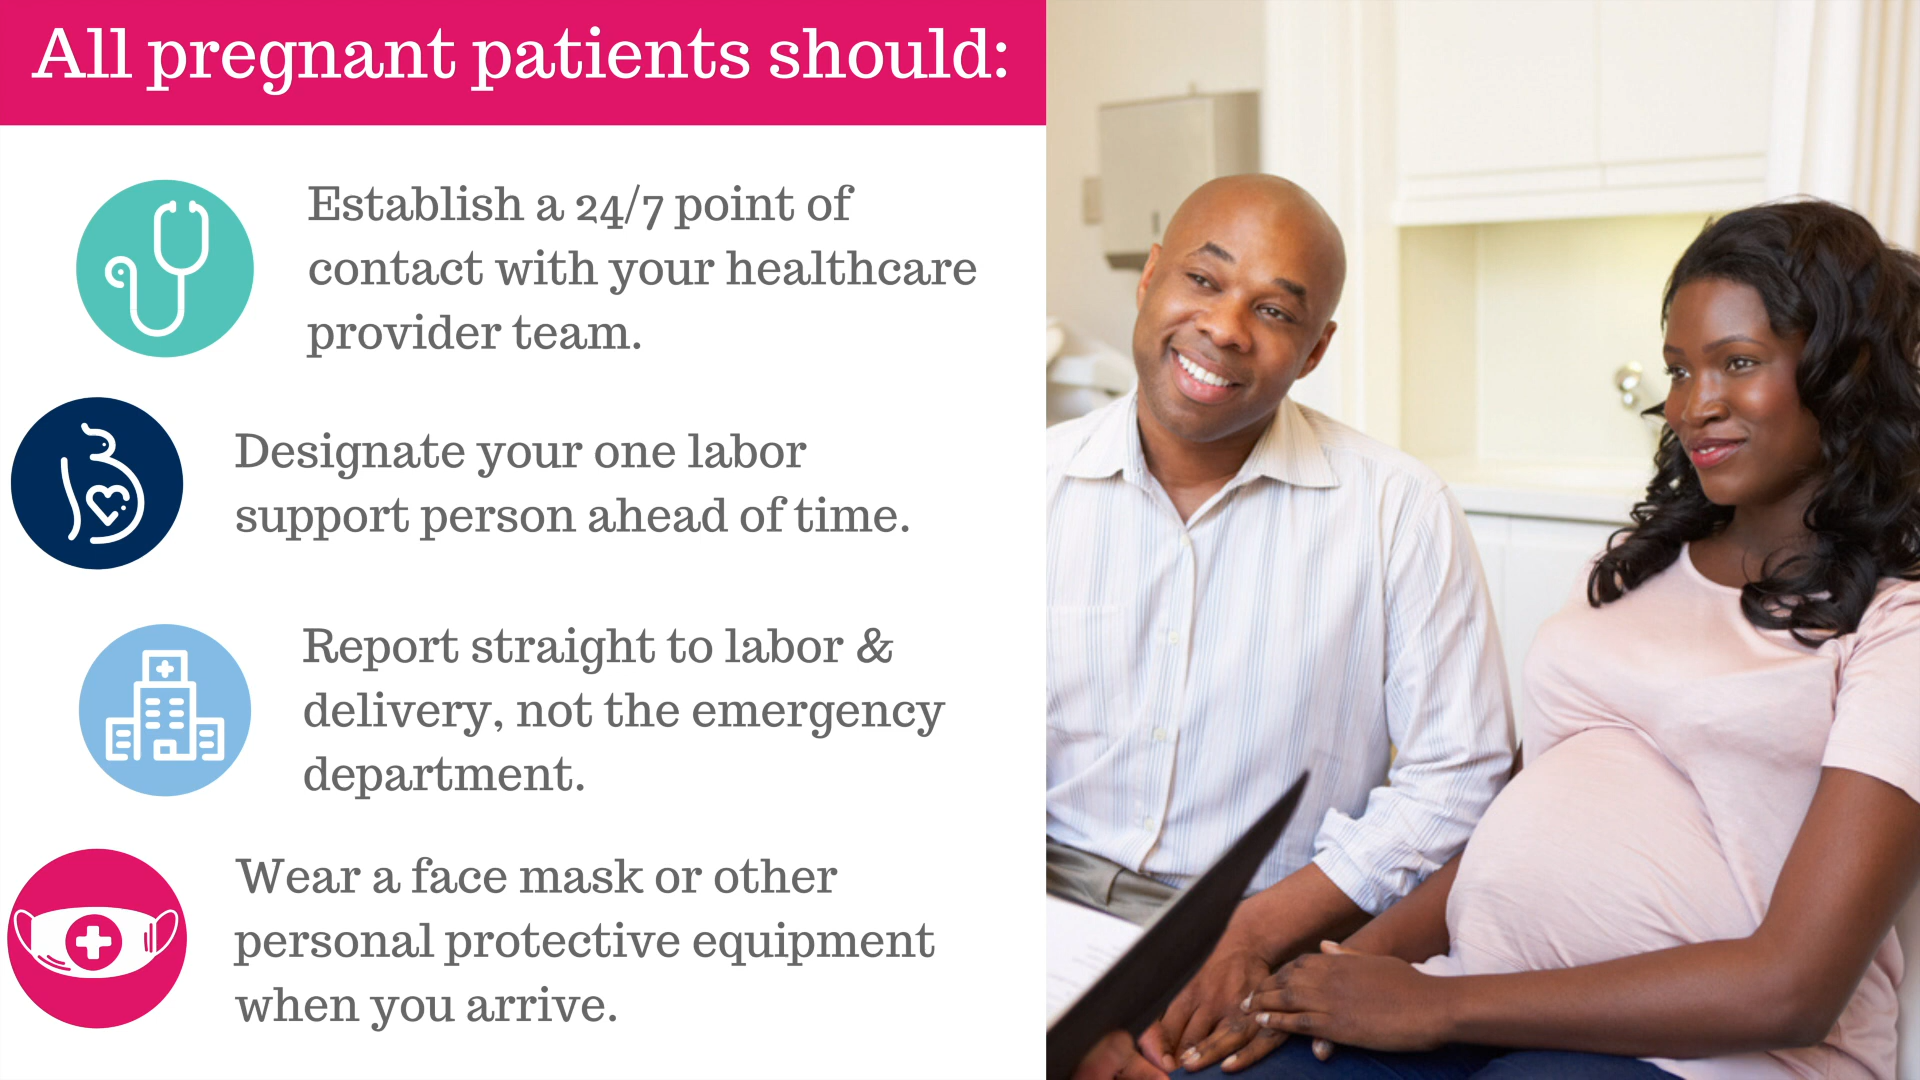 All pregnant patients should:
Establish a 24/7 point of
contact with your healthcare
provider team.
Designate your one labor
support person ahead of time.
Report straight to labor &
delivery, not the emergency
department.
Wear a face mask or other
personal protective equipment
when you arrive.